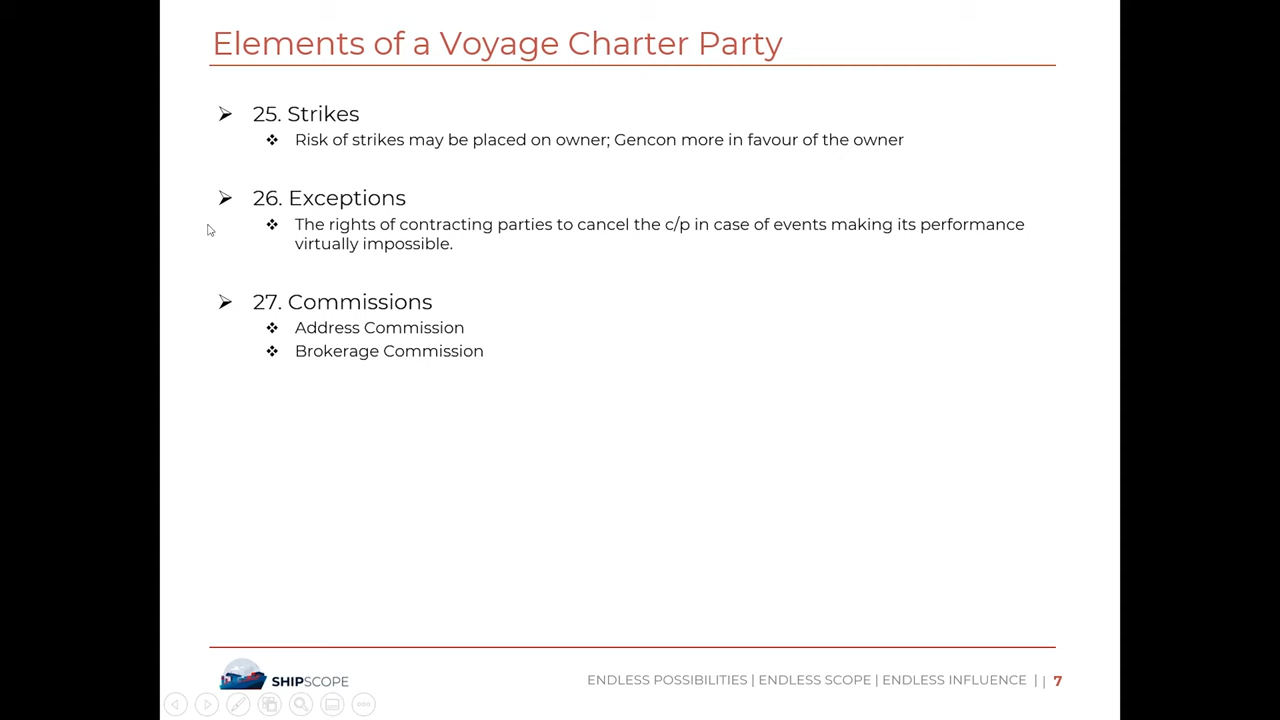 Elements of a Voyage Charter Party
25. Strikes
Risk of strikes may be placed on owner; Gencon more in favour of the owner
26. Exceptions
The rights of contracting parties to cancel the c/p in case of events making its performance
virtually impossible.
27. Commissions
Address Commission
Brokerage Commission
SHIPSCOPE
ENDLESS POSSIBILITIES | ENDLESS SCOPE | ENDLESS INFLUENCE | | 7